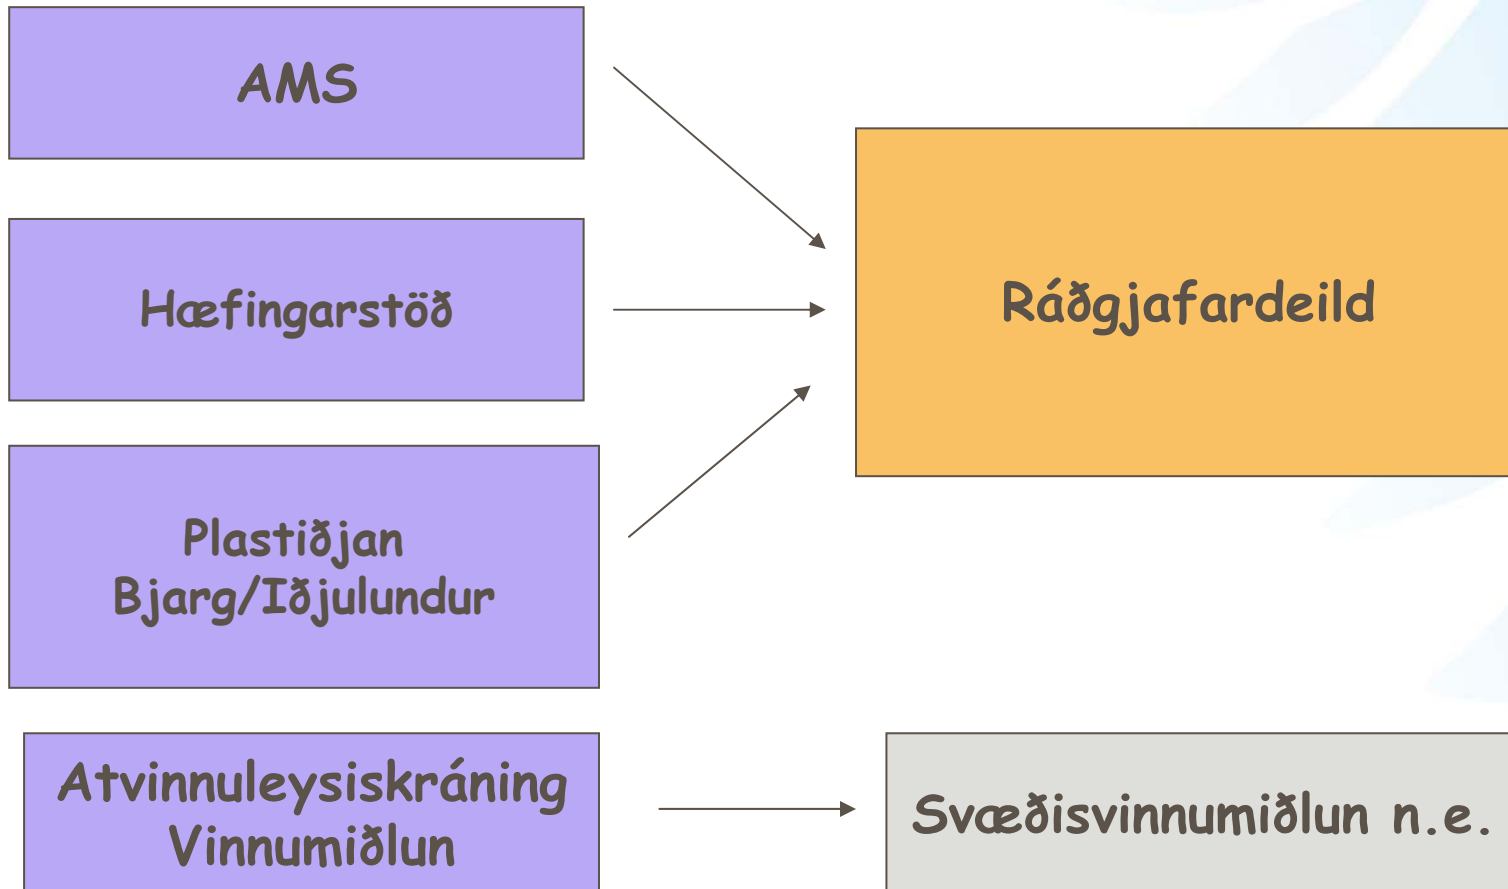 AMS
Hæfingarstöð
Ráðgjafardeild
Plastiðjan
Bjarg/Iðjulundur
Atvinnuleysiskráning
Vinnumiðlun
Svæðisvinnumiðlun n.e.